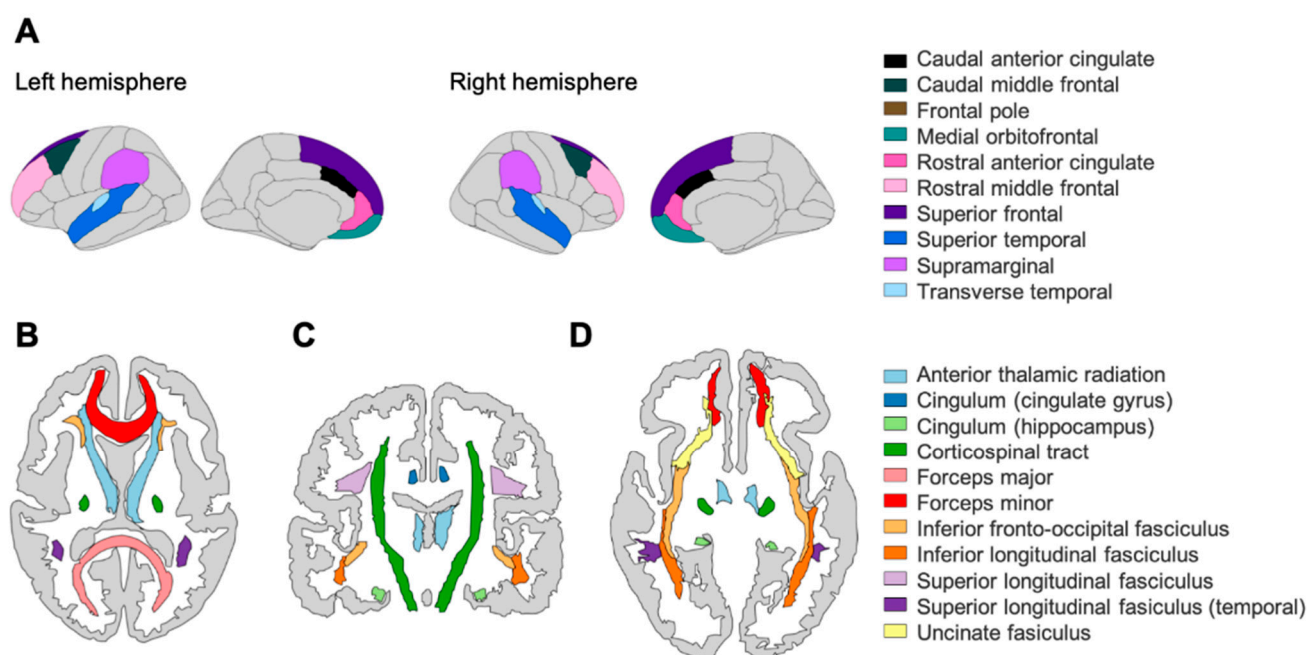 A
Left hemisphere
Right hemisphere
Caudal anterior cingulate
Caudal middle frontal
Frontal pole
Medial orbitofrontal
Rostral anterior cingulate
Rostral middle frontal
Superior frontal
Superior temporal
Supramarginal
Transverse temporal
B
C
D
Anterior thalamic radiation
Cingulum (cingulate gyrus)
Cingulum (hippocampus)
Corticospinal tract
Forceps major
Forceps minor
Inferior fronto-occipital fasciculus
Inferior longitudinal fasciculus
Superior longitudinal fasciculus
Superior longitudinal fasiculus (temporal)
Uncinate fasiculus